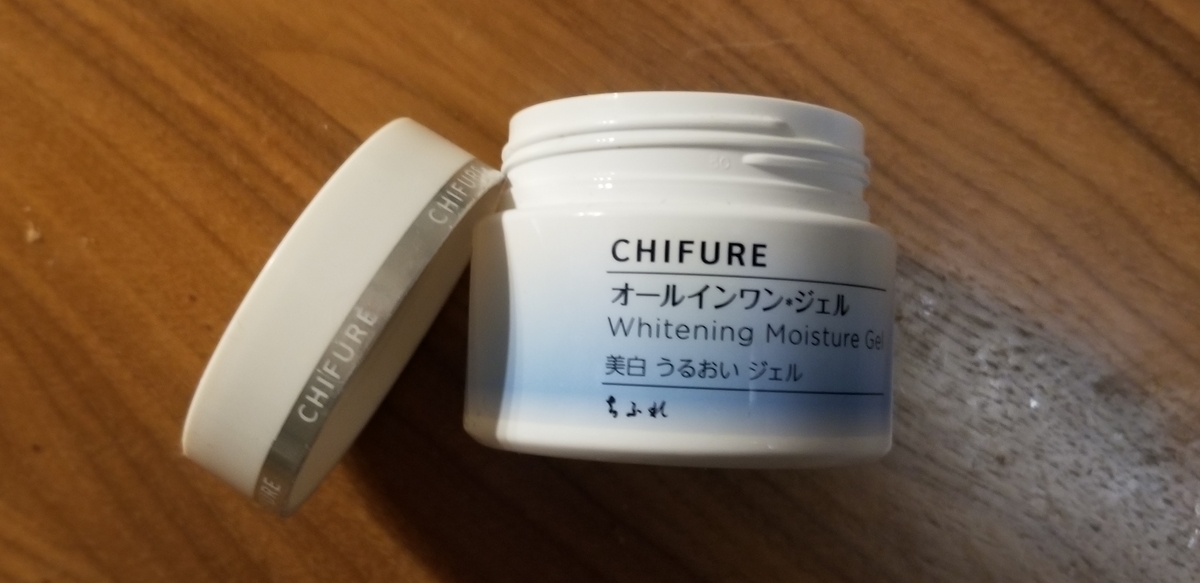 CHIFURE
オールインワン*ジェル
Whitening Moisture Gel
美白 うるおい ジェル
ちふれ
CHIFURE
CHIFURE